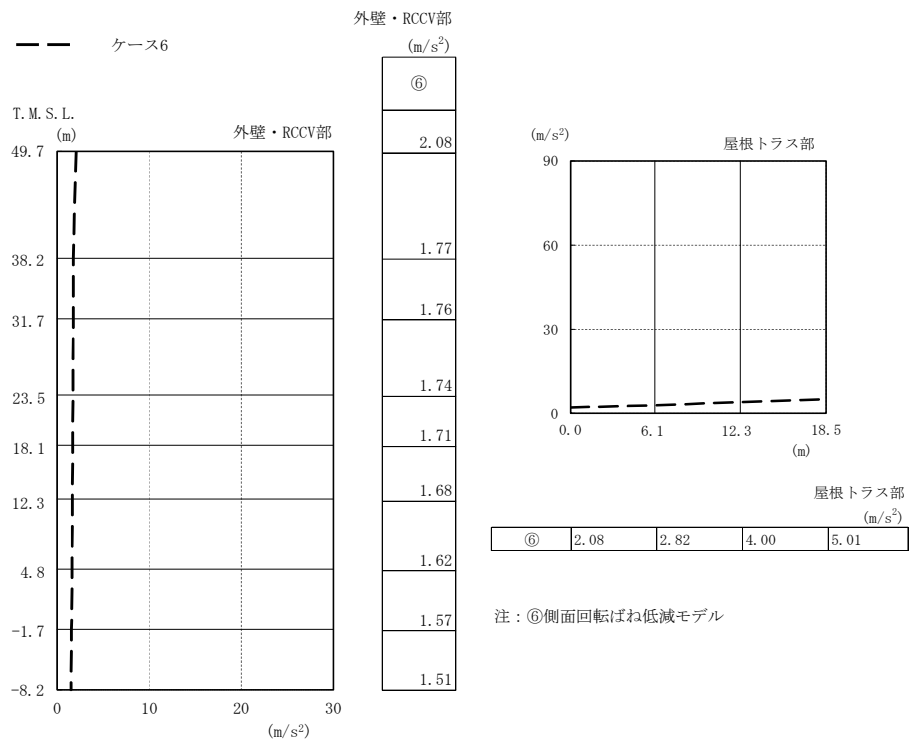 ケース6
外壁・RCCV部
(m/s²)
⑥
2.08
1.77
1.76
1.74
1.71
1.68
1.62
1.57
1.51
T.M.S.L.
(m)
外壁・RCCV部
49.7
38.2
31.7
23.5
18.1
12.3
4.8
-1.7
-8.2
0 10 20 30
(m/s²)
(m/s²)
屋根トラス部
90
60
30
0
0.0 6.1 12.3 18.5
(m)
屋根トラス部
(m/s²)
⑥ 2.08 2.82 4.00 5.01
注：⑥側面回転ばね低減モデル